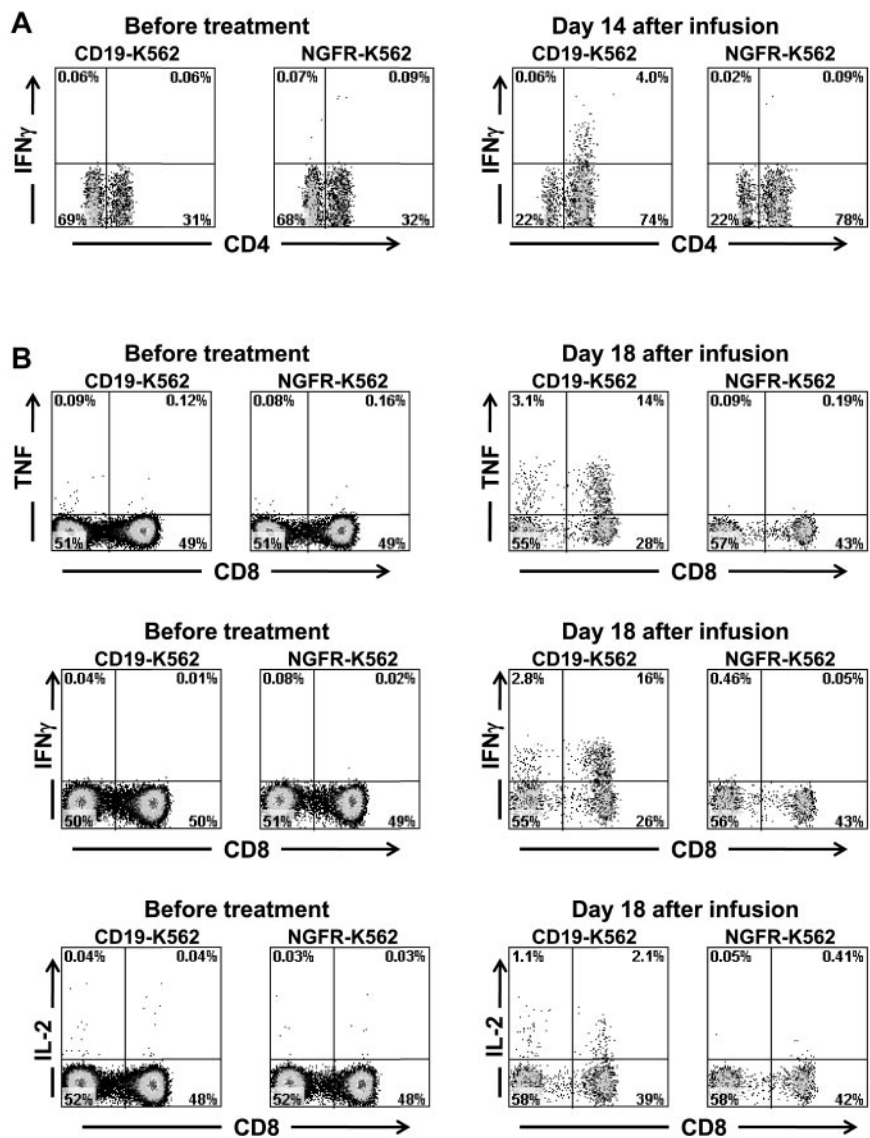 A
Before treatment
Day 14 after infusion
CD19-K562
NGFR-K562
CD19-K562
NGFR-K562
IFNγ
0.06% 0.06%
69% 31%
0.07% 0.09%
68% 32%
IFNγ
0.06% 4.0%
22% 74%
0.02% 0.09%
22% 78%
CD4
CD4
B
Before treatment
Day 18 after infusion
CD19-K562
NGFR-K562
CD19-K562
NGFR-K562
TNF
0.09% 0.12%
51% 49%
0.08% 0.16%
51% 49%
TNF
3.1% 14%
55% 28%
0.09% 0.19%
57% 43%
CD8
CD8
Before treatment
Day 18 after infusion
CD19-K562
NGFR-K562
CD19-K562
NGFR-K562
IFNγ
0.04% 0.01%
50% 50%
0.08% 0.02%
51% 49%
IFNγ
2.8% 16%
55% 26%
0.46% 0.05%
56% 43%
CD8
CD8
Before treatment
Day 18 after infusion
CD19-K562
NGFR-K562
CD19-K562
NGFR-K562
IL-2
0.04% 0.04%
52% 48%
0.03% 0.03%
52% 48%
IL-2
1.1% 2.1%
58% 39%
0.05% 0.41%
58% 42%
CD8
CD8